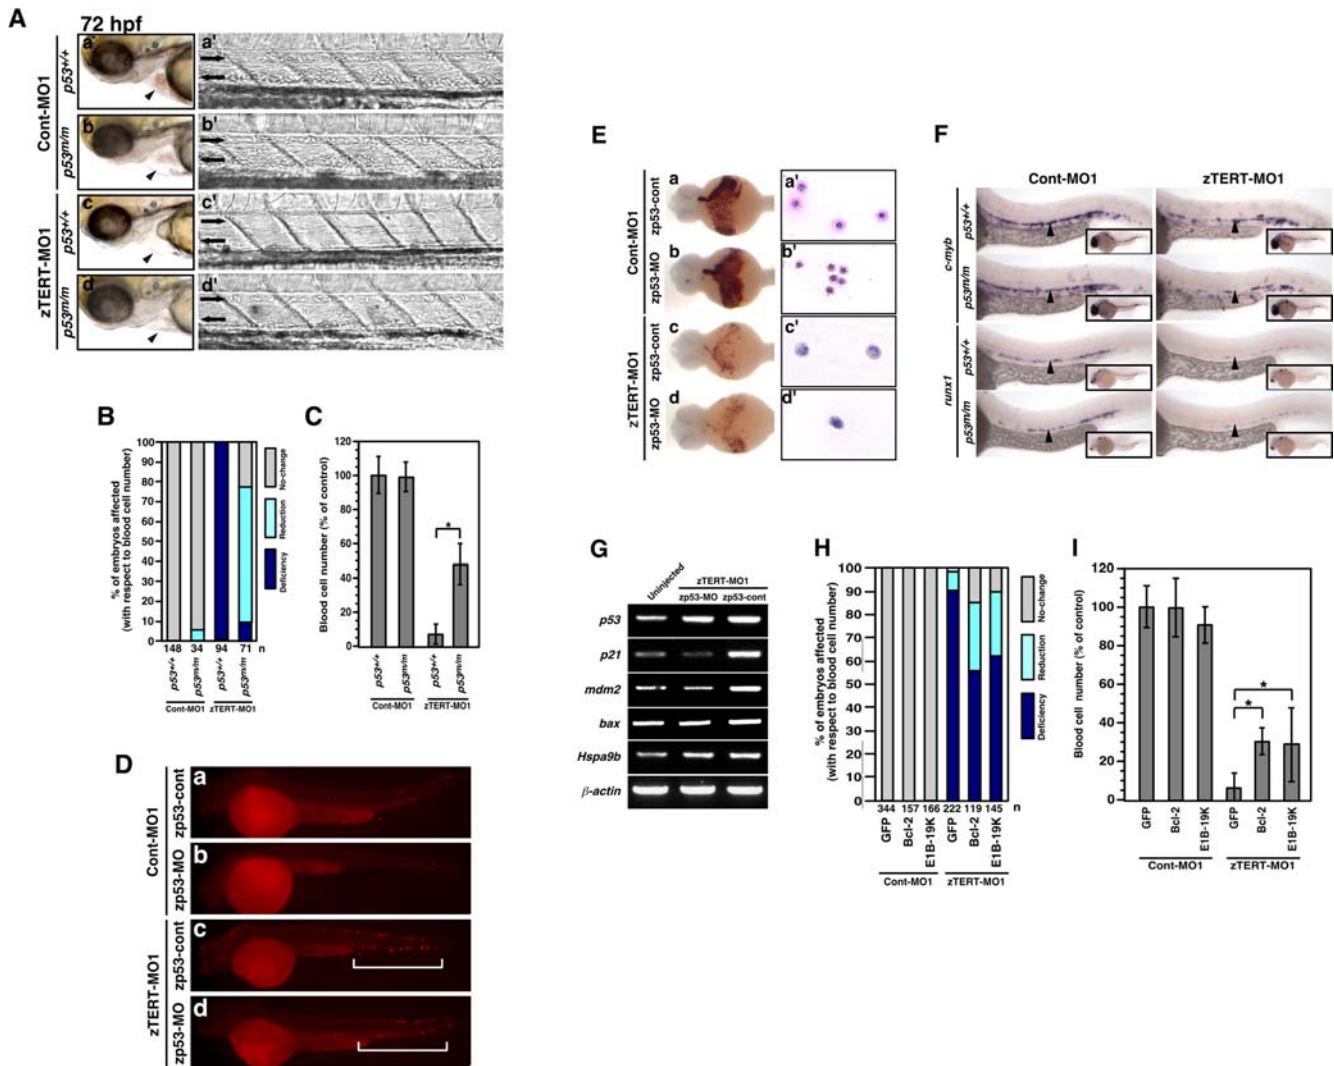 A
72 hpf
Cont-MO1
zTERT-MO1
p53+/+
p53m/m
p53+/+
p53m/m
a
a'
b
b'
c
c'
d
d'
B
% of embryos affected
(with respect to blood cell number)
100
90
80
70
60
50
40
30
20
10
0
148 34 94 71 n
p53+/+ p53m/m p53+/+ p53m/m
Cont-MO1 zTERT-MO1
No-change
Reduction
Deficiency
C
Blood cell number (% of control)
120
100
80
60
40
20
0
*
p53+/+ p53m/m p53+/+ p53m/m
Cont-MO1 zTERT-MO1
D
Cont-MO1
zTERT-MO1
zp53-cont
zp53-MO
zp53-cont
zp53-MO
a
b
c
d
E
Cont-MO1
zTERT-MO1
zp53-cont
zp53-MO
zp53-cont
zp53-MO
a a'
b b'
c c'
d d'
F
Cont-MO1 zTERT-MO1
c-myb
runx1
p53+/+
p53m/m
p53+/+
p53m/m
G
Uninjected
zTERT-MO1
zp53-MO zp53-cont
p53
p21
mdm2
bax
Hspa9b
β-actin
H
% of embryos affected
(with respect to blood cell number)
100
90
80
70
60
50
40
30
20
10
0
344 157 166 222 119 145 n
GFP Bcl-2 E1B-19K GFP Bcl-2 E1B-19K
Cont-MO1 zTERT-MO1
No-change
Reduction
Deficiency
I
Blood cell number (% of control)
120
100
80
60
40
20
0
*
*
GFP Bcl-2 E1B-19K GFP Bcl-2 E1B-19K
Cont-MO1 zTERT-MO1